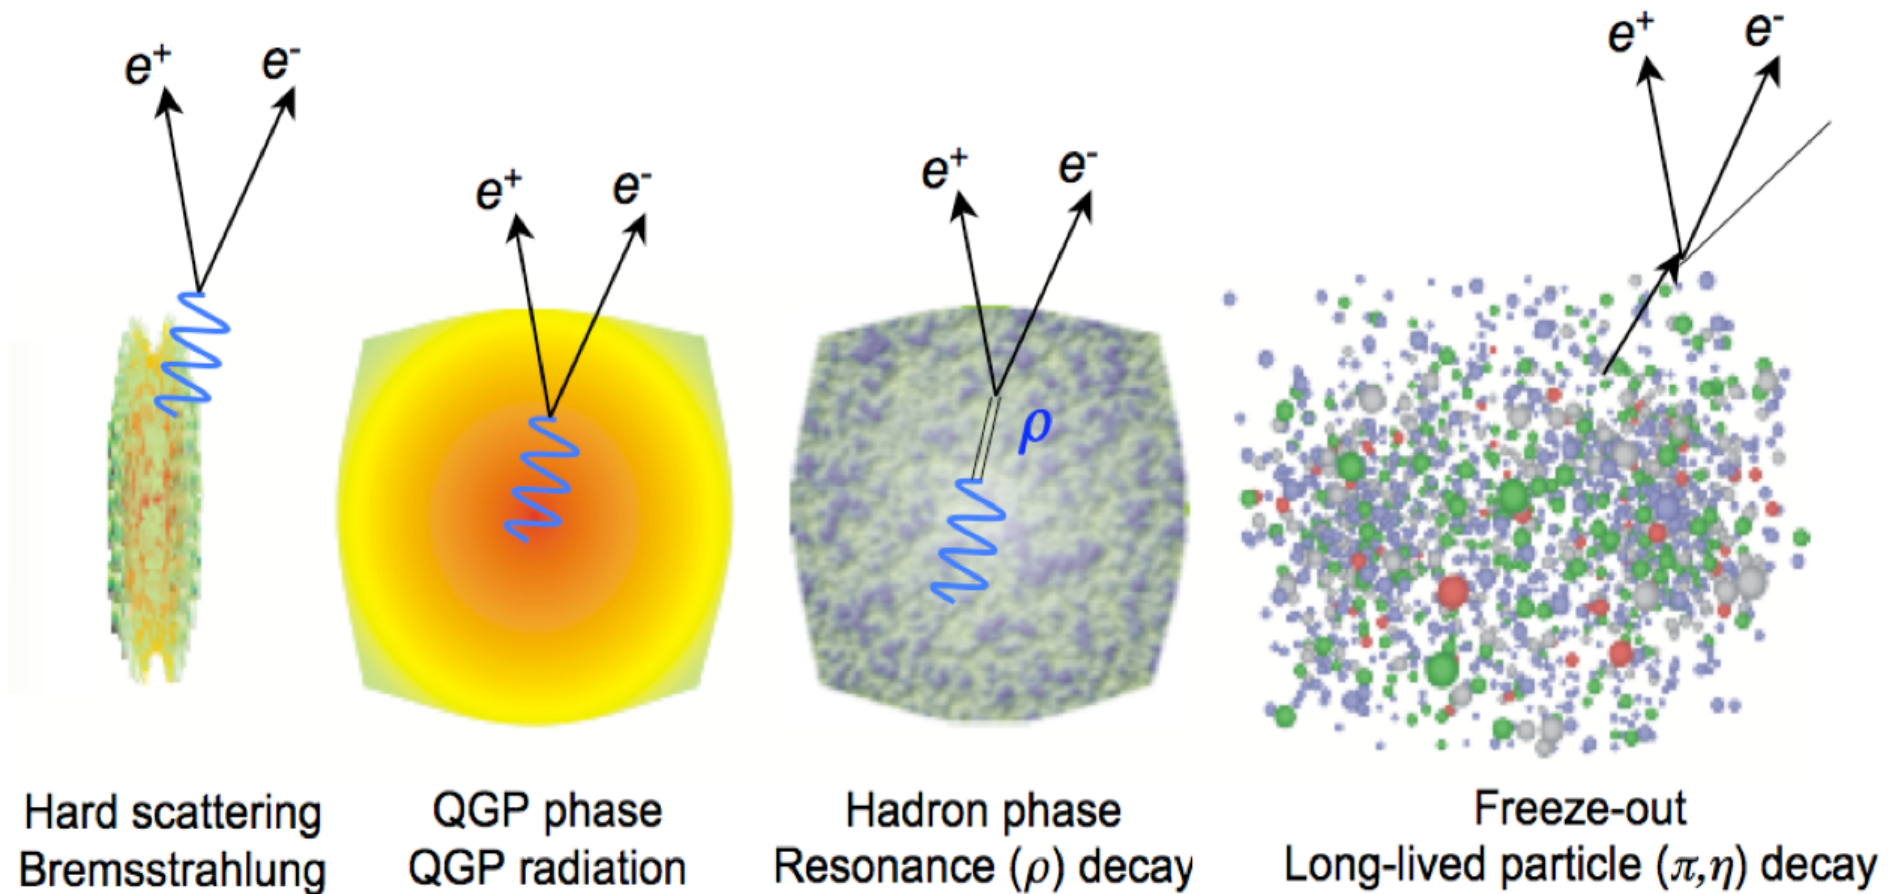 e+ e-
e+ e-
e+ e-
e+ e-
ρ
Hard scattering
Bremsstrahlung
QGP phase
QGP radiation
Hadron phase
Resonance (ρ) decay
Freeze-out
Long-lived particle (π,η) decay